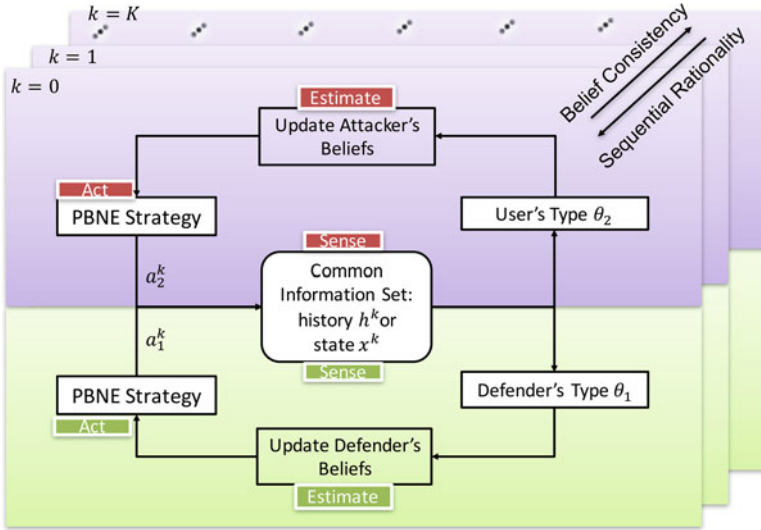 k = K
k = 1
k = 0
Belief Consistency
Sequential Rationality
Estimate
Update Attacker's
Beliefs
Act
PBNE Strategy
User's Type θ₂
Sense
a₂ᵏ
Common
Information Set:
history hᵏ or
state xᵏ
a₁ᵏ
Sense
PBNE Strategy
Defender's Type θ₁
Act
Update Defender's
Beliefs
Estimate